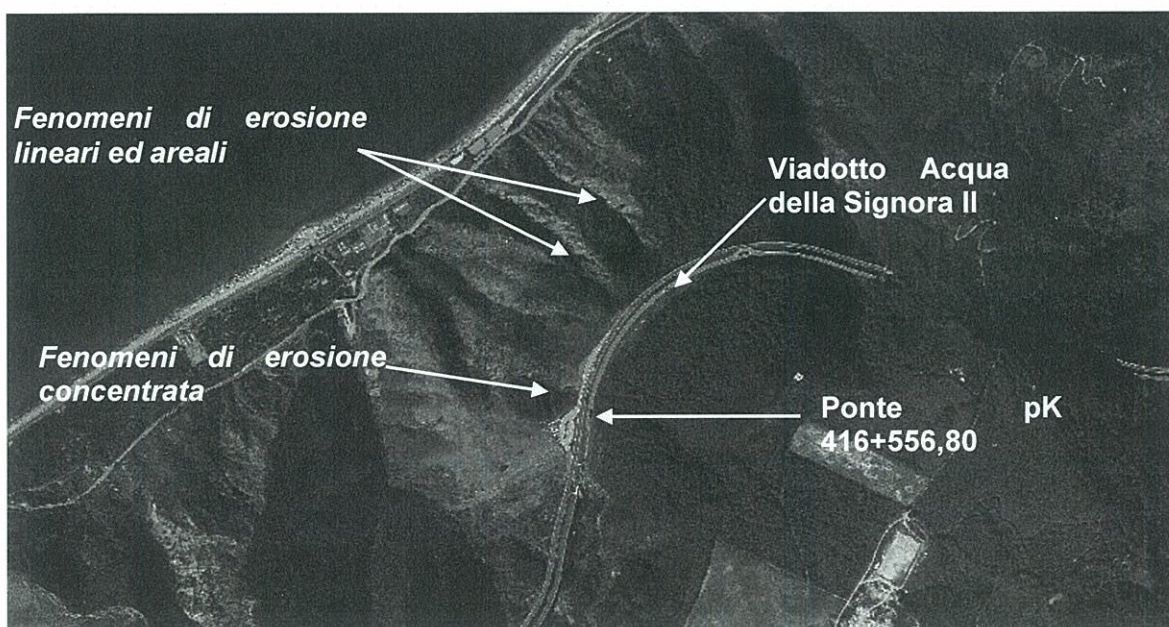 Fenomeni di erosione
lineari ed areali
Viadotto Acqua
della Signora II
Fenomeni di erosione
concentrata
Ponte pK
416+556,80